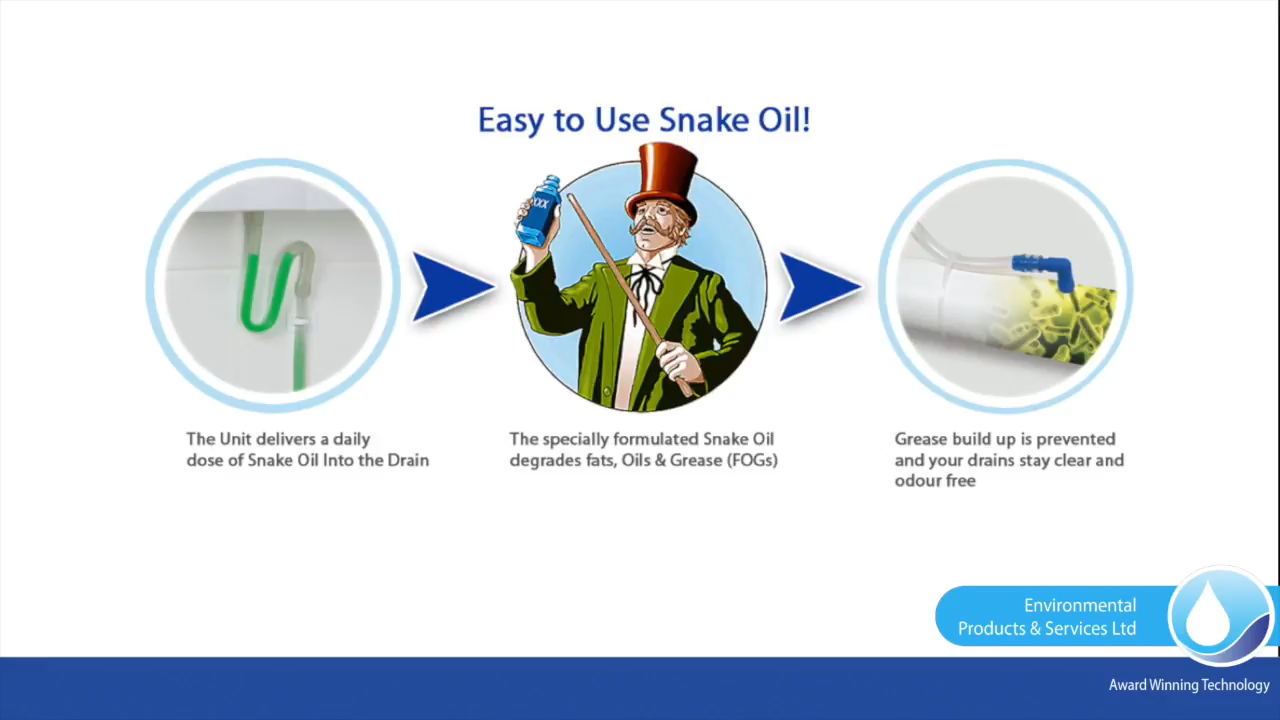 Easy to Use Snake Oil!
XXX
The Unit delivers a daily
dose of Snake Oil Into the Drain
The specially formulated Snake Oil
degrades fats, Oils & Grease (FOGs)
Grease build up is prevented
and your drains stay clear and
odour free
Environmental
Products & Services Ltd
Award Winning Technology